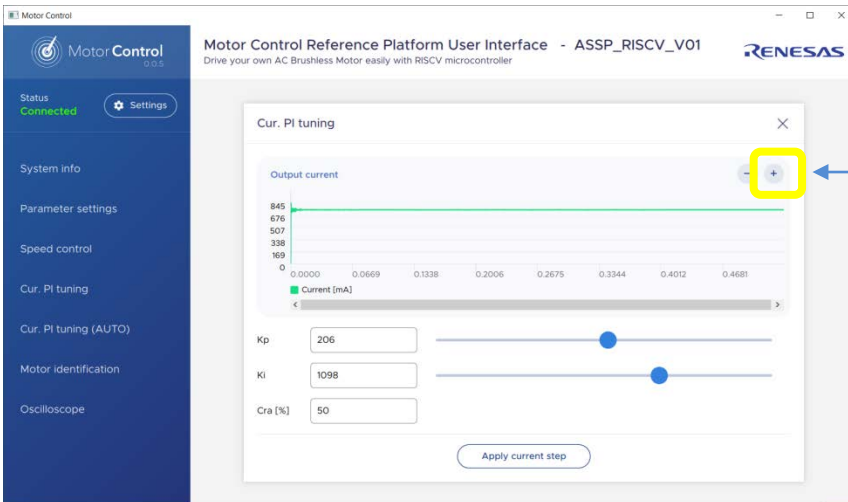 Motor Control
Motor Control
0.0.5
Motor Control Reference Platform User Interface - ASSP_RISCV_V01
Drive your own AC Brushless Motor easily with RISCV microcontroller
RENESAS
Status
Connected
Settings
System info
Parameter settings
Speed control
Cur. PI tuning
Cur. PI tuning (AUTO)
Motor identification
Oscilloscope
Cur. PI tuning
Output current
- +
845
676
507
338
169
0
0.0000 0.0669 0.1338 0.2006 0.2675 0.3344 0.4012 0.4681
Current [mA]
Kp 206
Ki 1098
Cra [%] 50
Apply current step